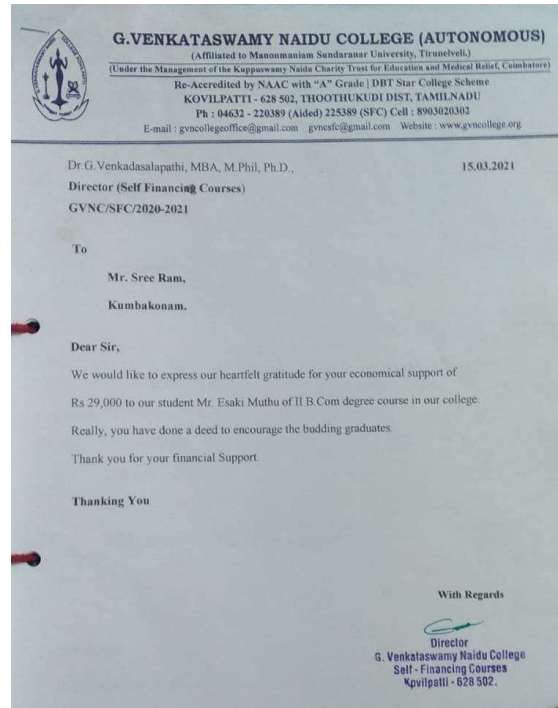 G.VENKATASWAMY NAIDU COLLEGE (AUTONOMOUS)
(Affiliated to Manonmaniam Sundaranar University, Tirunelveli.)
(Under the Management of the Kuppuswamy Naidu Charity Trust for Education and Medical Relief, Coimbatore)
Re-Accredited by NAAC with "A" Grade | DBT Star College Scheme
KOVILPATTI - 628 502, THOOTHUKUDI DIST, TAMILNADU
Ph : 04632 - 220389 (Aided) 225389 (SFC) Cell : 8903020302
E-mail : gvncollegeoffice@gmail.com gvncsfc@gmail.com Website : www.gvncollege.org
Dr.G.Venkadasalapathi, MBA, M.Phil, Ph.D., 15.03.2021
Director (Self Financing Courses)
GVNC/SFC/2020-2021
To
Mr. Sree Ram,
Kumbakonam.
Dear Sir,
We would like to express our heartfelt gratitude for your economical support of
Rs 29,000 to our student Mr. Esaki Muthu of II B.Com degree course in our college.
Really, you have done a deed to encourage the budding graduates.
Thank you for your financial Support.
Thanking You
With Regards
Director
G. Venkataswamy Naidu College
Self - Financing Courses
Kovilpatti - 628 502.